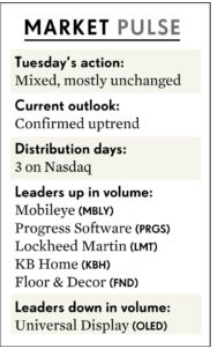 MARKET PULSE
Tuesday's action:
Mixed, mostly unchanged
Current outlook:
Confirmed uptrend
Distribution days:
3 on Nasdaq
Leaders up in volume:
Mobileye (MBLY)
Progress Software (PRGS)
Lockheed Martin (LMT)
KB Home (KBH)
Floor & Decor (FND)
Leaders down in volume:
Universal Display (OLED)